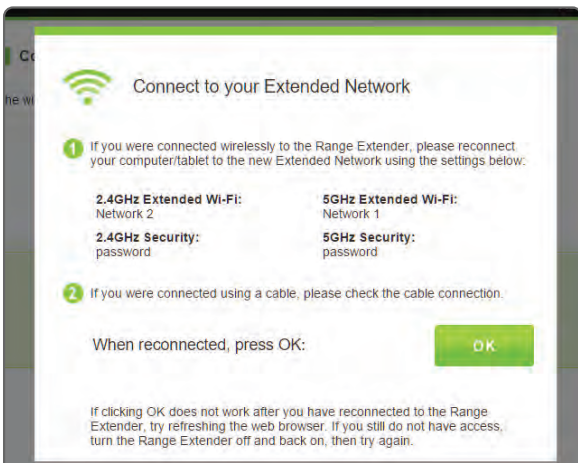 Co
he wi
Connect to your Extended Network
1 If you were connected wirelessly to the Range Extender, please reconnect
your computer/tablet to the new Extended Network using the settings below:
2.4GHz Extended Wi-Fi: 5GHz Extended Wi-Fi:
Network 2 Network 1
2.4GHz Security: 5GHz Security:
password password
2 If you were connected using a cable, please check the cable connection.
When reconnected, press OK: OK
If clicking OK does not work after you have reconnected to the Range
Extender, try refreshing the web browser. If you still do not have access,
turn the Range Extender off and back on, then try again.